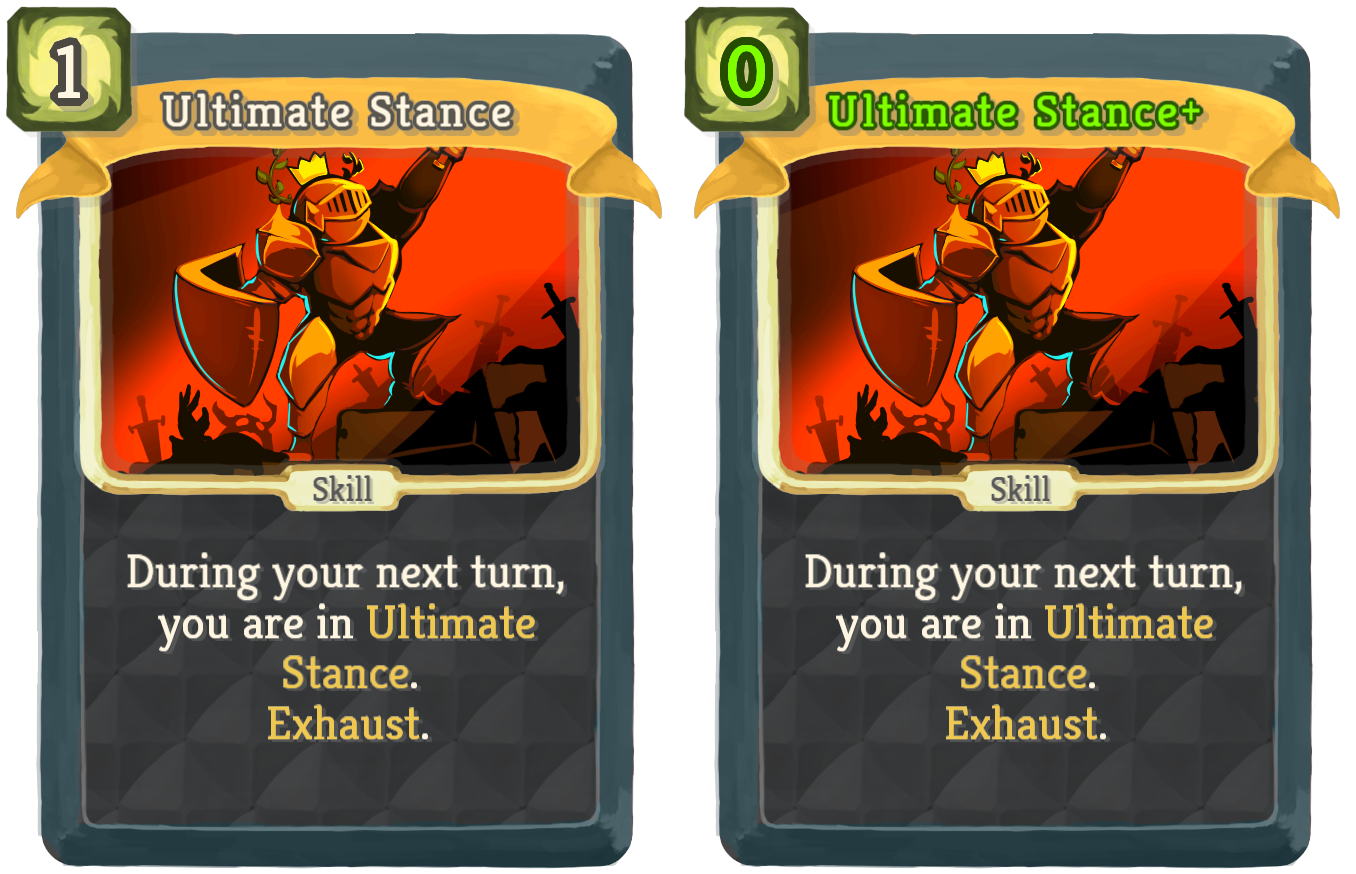 1
Ultimate Stance
Skill
During your next turn,
you are in Ultimate
Stance.
Exhaust.
0
Ultimate Stance+
Skill
During your next turn,
you are in Ultimate
Stance.
Exhaust.